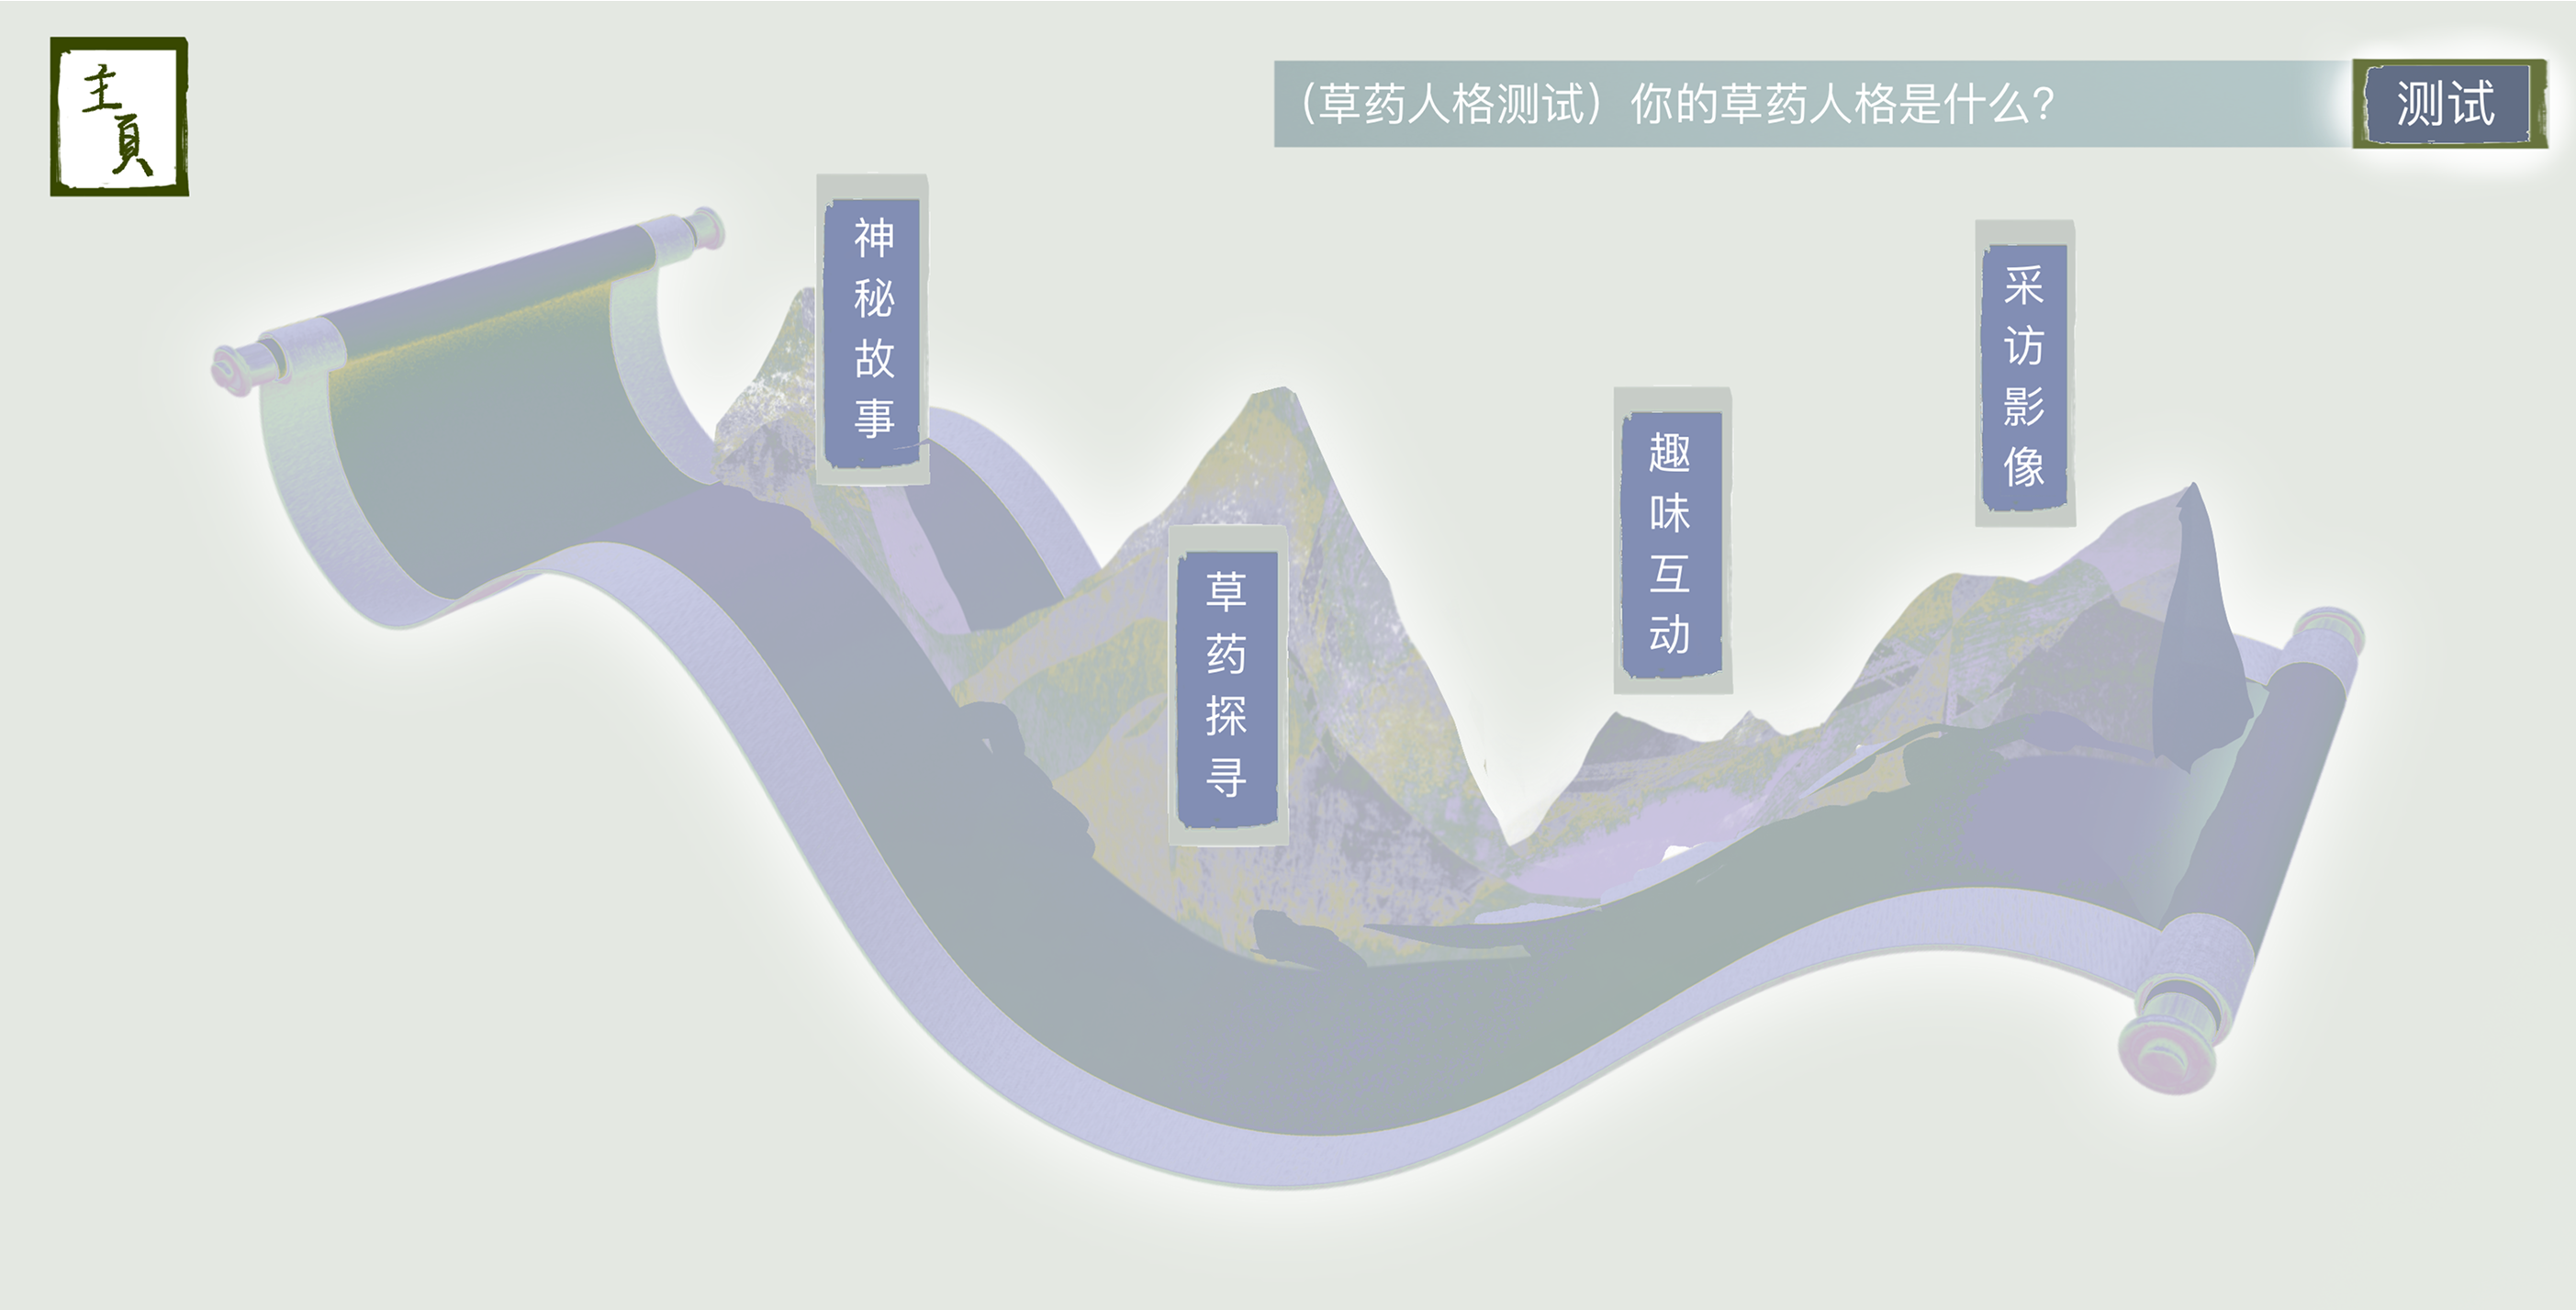 主頁
（草药人格测试）你的草药人格是什么？
测试
神秘故事
草药探寻
趣味互动
采访影像